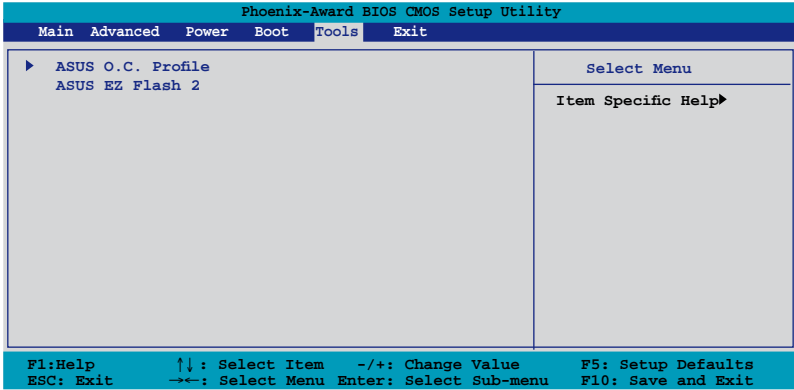 Phoenix-Award BIOS CMOS Setup Utility
Main Advanced Power Boot Tools Exit
ASUS O.C. Profile
ASUS EZ Flash 2
Select Menu
Item Specific Help
F1:Help ↑↓: Select Item -/+: Change Value F5: Setup Defaults
ESC: Exit →←: Select Menu Enter: Select Sub-menu F10: Save and Exit